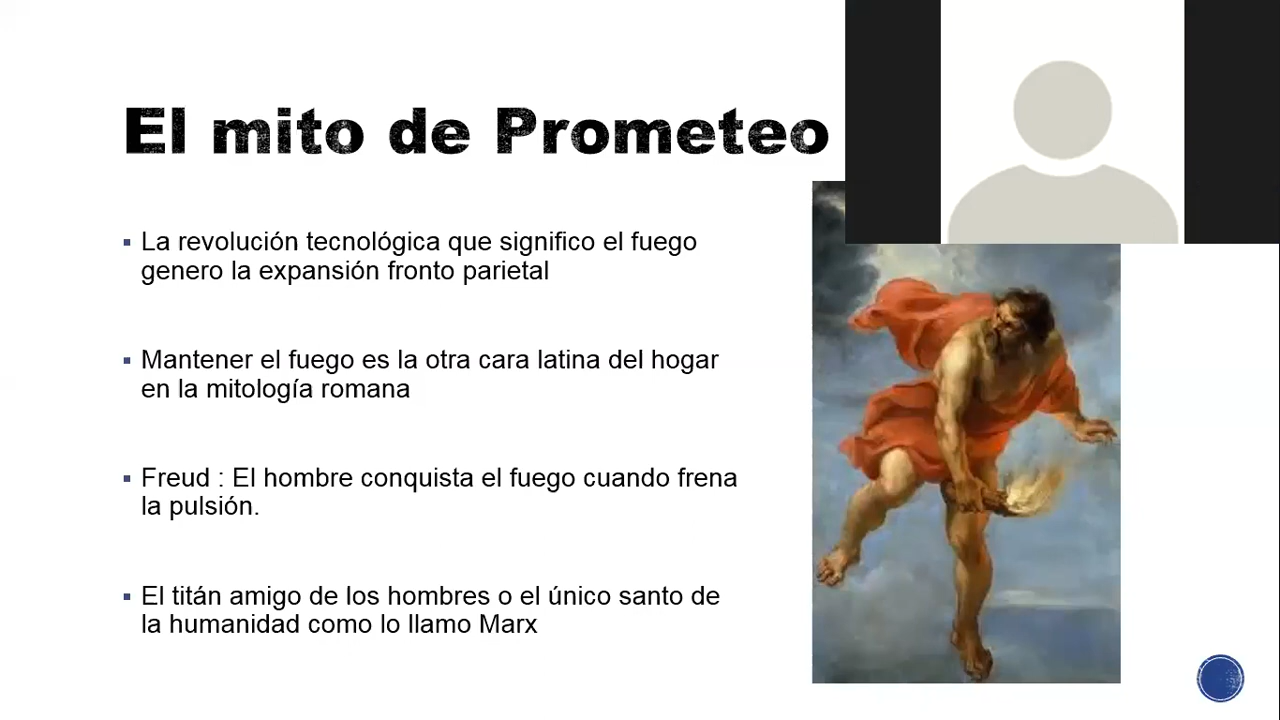 El mito de Prometeo
La revolución tecnológica que significo el fuego
genero la expansión fronto parietal
Mantener el fuego es la otra cara latina del hogar
en la mitología romana
Freud : El hombre conquista el fuego cuando frena
la pulsión.
El titán amigo de los hombres o el único santo de
la humanidad como lo llamo Marx